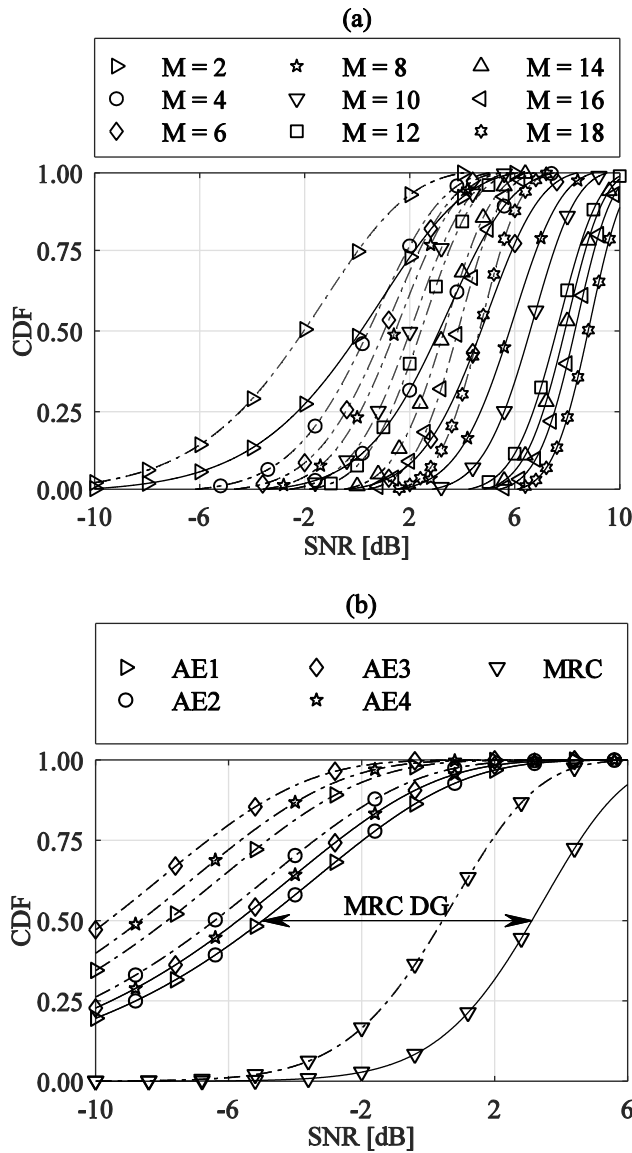 (a)
M = 2 M = 8 M = 14
M = 4 M = 10 M = 16
M = 6 M = 12 M = 18
1.00
0.75
0.50
0.25
0.00
CDF
-10 -6 -2 2 6 10
SNR [dB]
(b)
AE1 AE3 MRC
AE2 AE4
1.00
0.75
0.50
0.25
0.00
CDF
MRC DG
-10 -6 -2 2 6
SNR [dB]